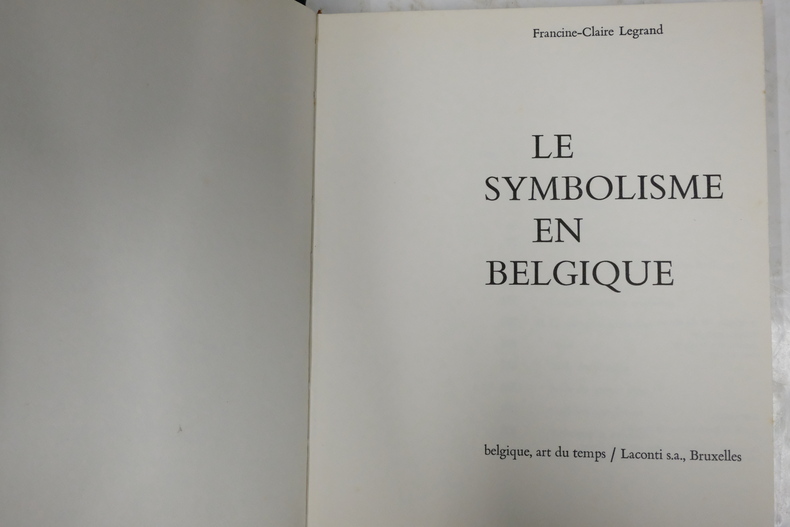 Francine-Claire Legrand
LE
SYMBOLISME
EN
BELGIQUE
belgique, art du temps / Laconti s.a., Bruxelles